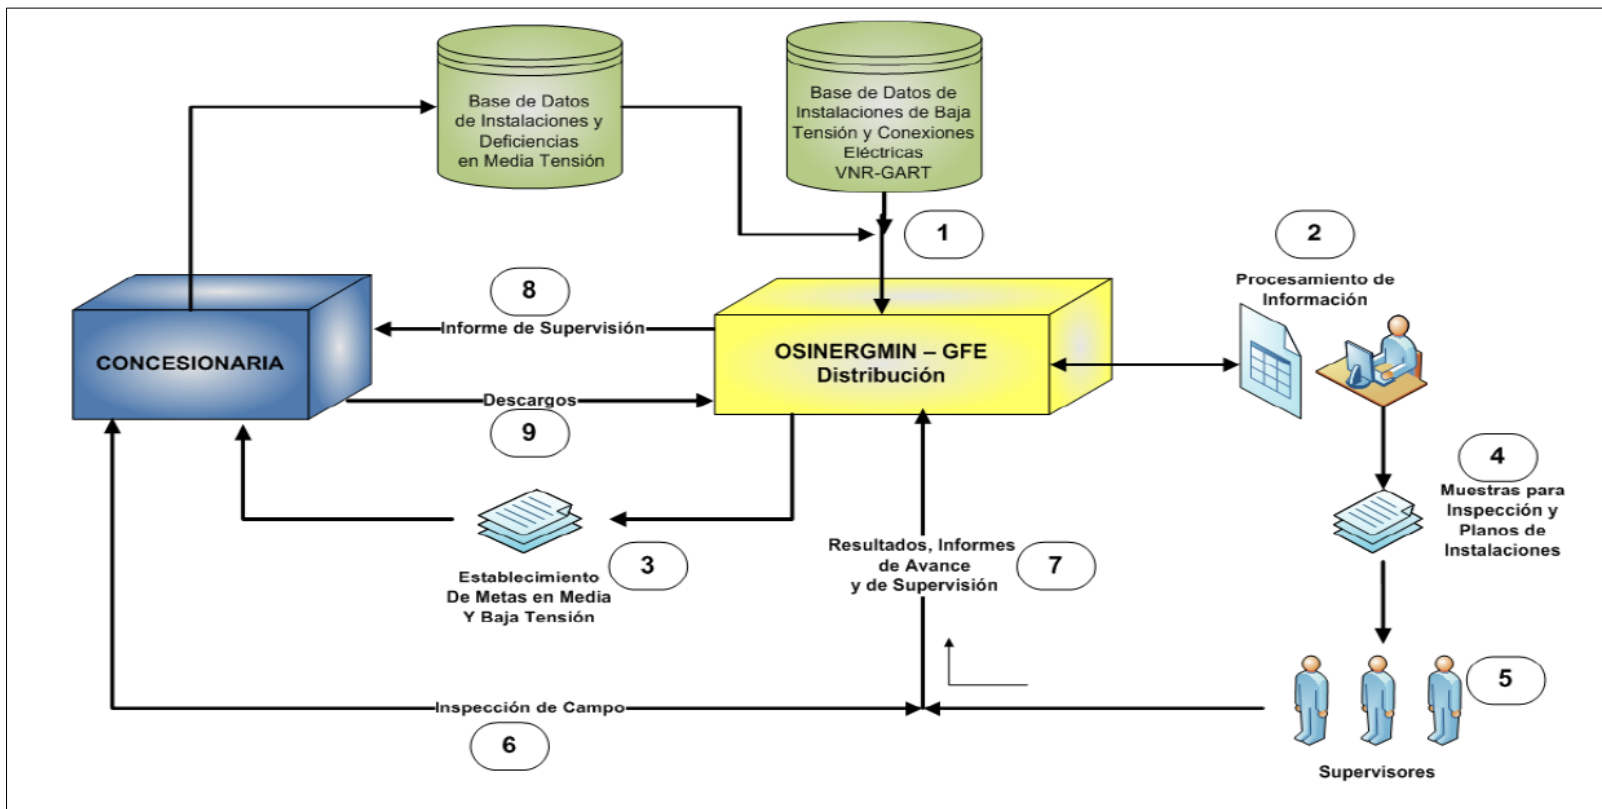 Base de Datos
de Instalaciones y
Deficiencias
en Media Tensión
Base de Datos de
Instalaciones de Baja
Tensión y Conexiones
Eléctricas
VNR-GART
1
2
Procesamiento de
Información
8
Informe de Supervisión
CONCESIONARIA
OSINERGMIN – GFE
Distribución
Descargos
9
4
Muestras para
Inspección y
Planos de
Instalaciones
3
Establecimiento
De Metas en Media
Y Baja Tensión
Resultados, Informes
de Avance
y de Supervisión
7
5
Supervisores
Inspección de Campo
6